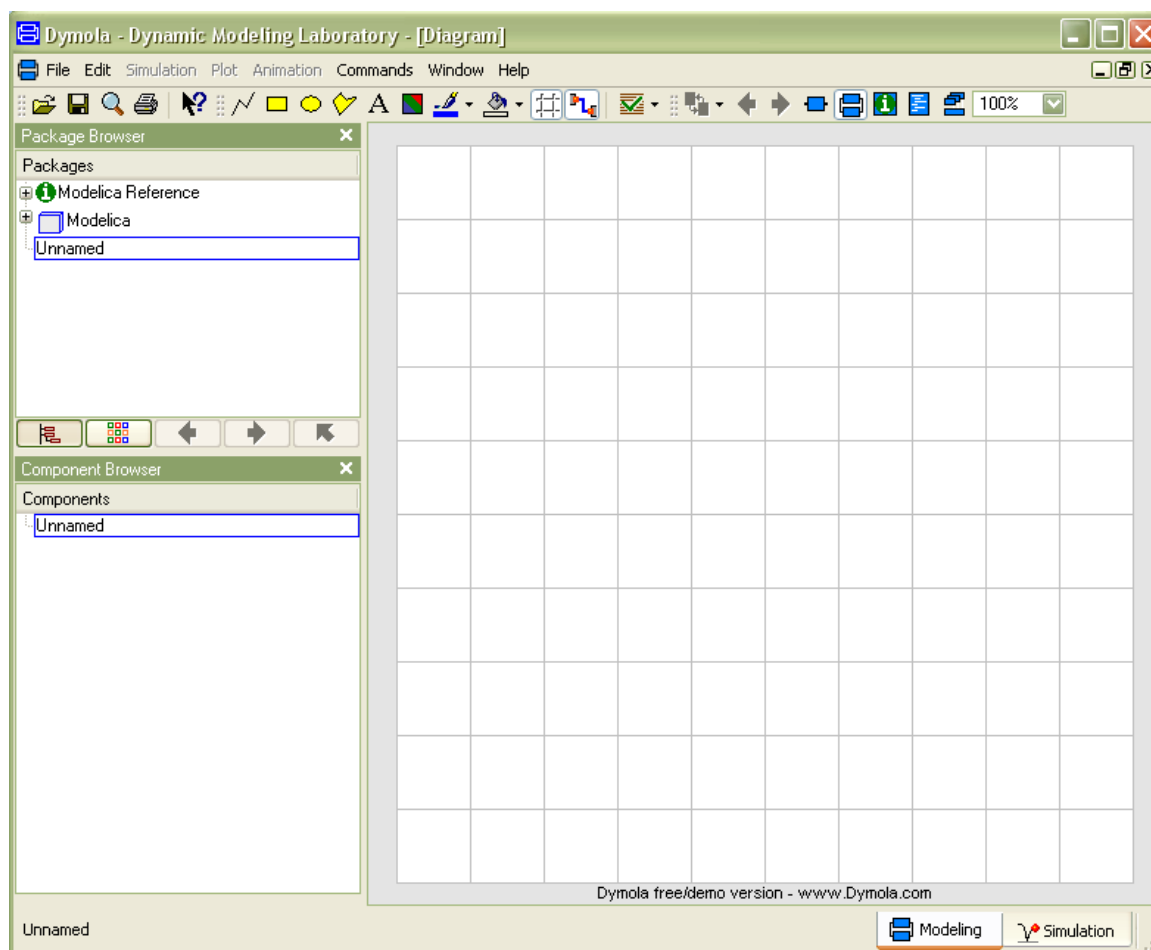 Dymola - Dynamic Modeling Laboratory - [Diagram]
File Edit Simulation Plot Animation Commands Window Help
A 100%
Package Browser
Packages
Modelica Reference
Modelica
Unnamed
Component Browser
Components
Unnamed
Dymola free/demo version - www.Dymola.com
Unnamed
Modeling Simulation